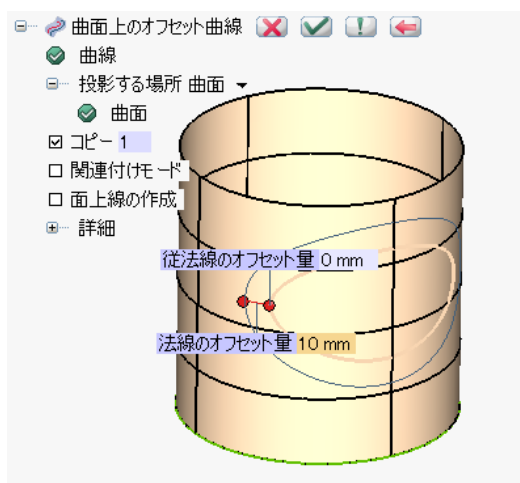 曲面上のオフセット曲線
曲線
投影する場所 曲面
曲面
コピー 1
関連付けモード
面上線の作成
詳細
従法線のオフセット量 0 mm
法線のオフセット量 10 mm